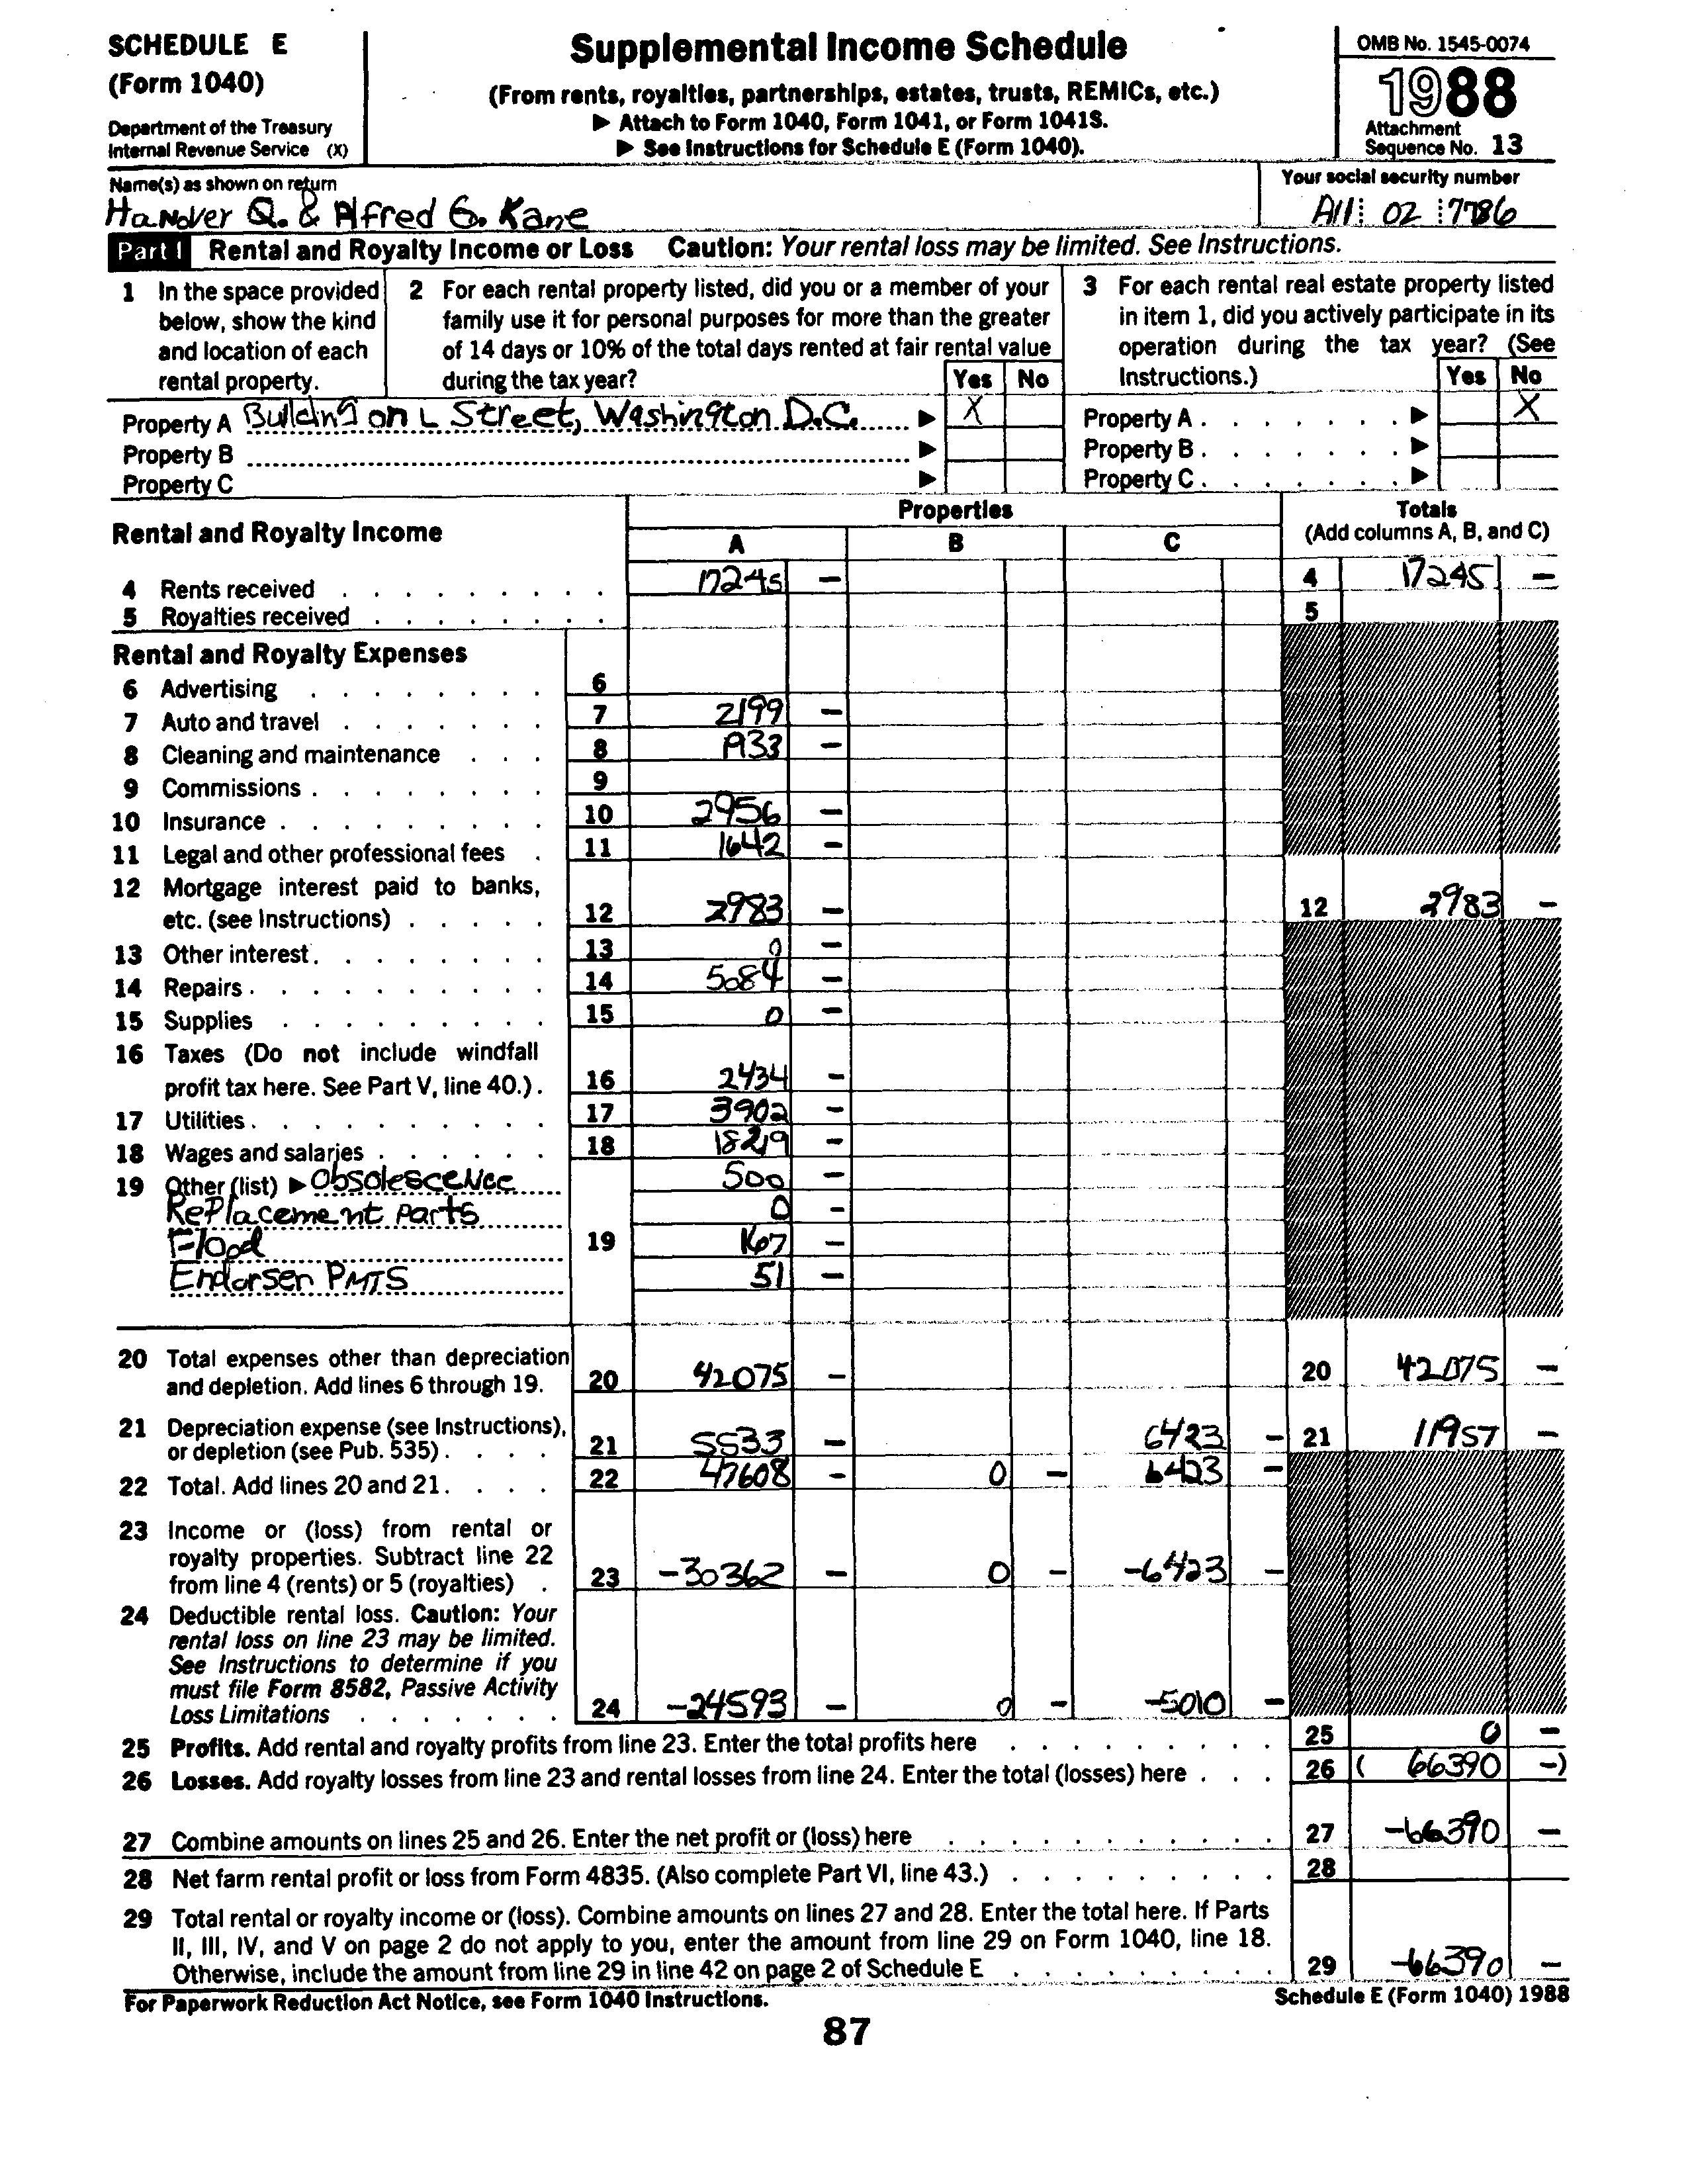 SCHEDULE E
(Form 1040)
Department of the Treasury
Internal Revenue Service (X)
Supplemental Income Schedule
(From rents, royalties, partnerships, estates, trusts, REMICs, etc.)
▶ Attach to Form 1040, Form 1041, or Form 1041S.
▶ See Instructions for Schedule E (Form 1040).
OMB No. 1545-0074
1988
Attachment
Sequence No. 13
Name(s) as shown on return
Hanover Q. & Alfred G. Kane
Your social security number
A11 02 7786
Part I Rental and Royalty Income or Loss Caution: Your rental loss may be limited. See Instructions.
1 In the space provided
below, show the kind
and location of each
rental property.
2 For each rental property listed, did you or a member of your
family use it for personal purposes for more than the greater
of 14 days or 10% of the total days rented at fair rental value
during the tax year? Yes No
3 For each rental real estate property listed
in item 1, did you actively participate in its
operation during the tax year? (See
Instructions.) Yes No
Property A Building on L Street, Washington D.C. ▶ X
Property B ▶
Property C ▶
Property A ▶ X
Property B ▶
Property C ▶
Rental and Royalty Income
Properties
A B C
Totals
(Add columns A, B, and C)
4 Rents received 17245 – 4 17245 –
5 Royalties received 5
Rental and Royalty Expenses
6 Advertising 6
7 Auto and travel 7 2199 –
8 Cleaning and maintenance 8 933 –
9 Commissions 9
10 Insurance 10 2956 –
11 Legal and other professional fees 11 1642 –
12 Mortgage interest paid to banks,
etc. (see Instructions) 12 2983 – 12 2983 –
13 Other interest 13 0 –
14 Repairs 14 5084 –
15 Supplies 15 0 –
16 Taxes (Do not include windfall
profit tax here. See Part V, line 40.) 16 2434 –
17 Utilities 17 3902 –
18 Wages and salaries 18 18219 –
19 Other (list) ▶ Obsolescence 500 –
Replacement parts 0 –
Flood 19 167 –
Endorsen PMTS 51 –
20 Total expenses other than depreciation
and depletion. Add lines 6 through 19. 20 42075 – 20 42075 –
21 Depreciation expense (see Instructions),
or depletion (see Pub. 535) 21 5533 – 6423 – 21 11957 –
22 Total. Add lines 20 and 21 22 47608 – 0 – 6423 –
23 Income or (loss) from rental or
royalty properties. Subtract line 22
from line 4 (rents) or 5 (royalties) 23 -30362 – 0 – -6423 –
24 Deductible rental loss. Caution: Your
rental loss on line 23 may be limited.
See Instructions to determine if you
must file Form 8582, Passive Activity
Loss Limitations 24 -24593 – 0 – -5010 –
25 Profits. Add rental and royalty profits from line 23. Enter the total profits here 25 0 –
26 Losses. Add royalty losses from line 23 and rental losses from line 24. Enter the total (losses) here 26 ( 66390 –)
27 Combine amounts on lines 25 and 26. Enter the net profit or (loss) here 27 -66390 –
28 Net farm rental profit or loss from Form 4835. (Also complete Part VI, line 43.) 28
29 Total rental or royalty income or (loss). Combine amounts on lines 27 and 28. Enter the total here. If Parts
II, III, IV, and V on page 2 do not apply to you, enter the amount from line 29 on Form 1040, line 18.
Otherwise, include the amount from line 29 in line 42 on page 2 of Schedule E 29 -66390 –
For Paperwork Reduction Act Notice, see Form 1040 Instructions. Schedule E (Form 1040) 1988
87